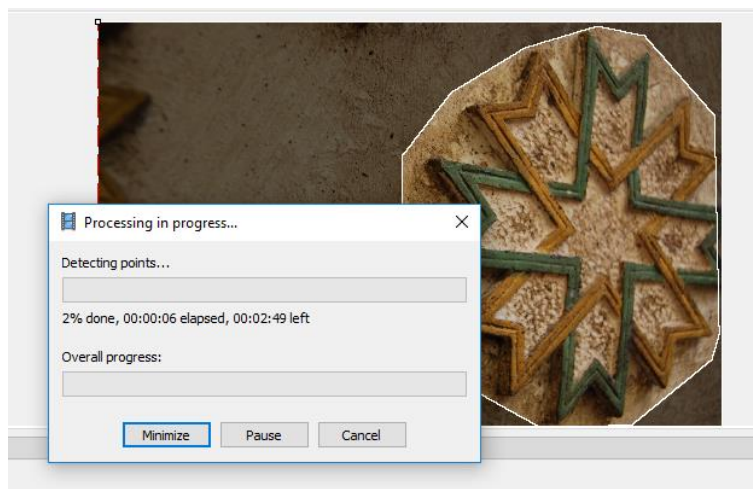 Processing in progress...
Detecting points...
2% done, 00:00:06 elapsed, 00:02:49 left
Overall progress:
Minimize Pause Cancel